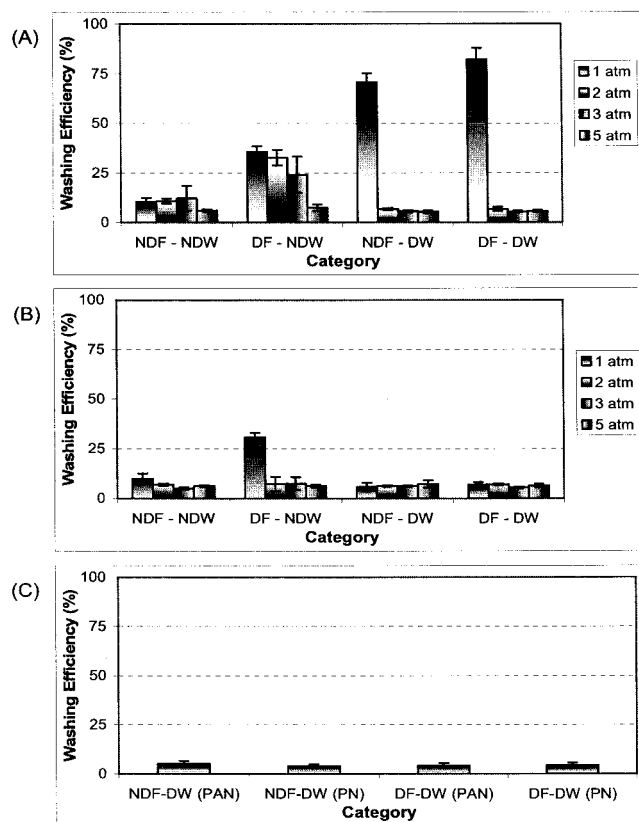 (A)
Washing Efficiency (%)
100
75
50
25
0
NDF - NDW DF - NDW NDF - DW DF - DW
Category
1 atm
2 atm
3 atm
5 atm
(B)
Washing Efficiency (%)
100
75
50
25
0
NDF - NDW DF - NDW NDF - DW DF - DW
Category
1 atm
2 atm
3 atm
5 atm
(C)
Washing Efficiency (%)
100
75
50
25
0
NDF-DW (PAN) NDF-DW (PN) DF-DW (PAN) DF-DW (PN)
Category